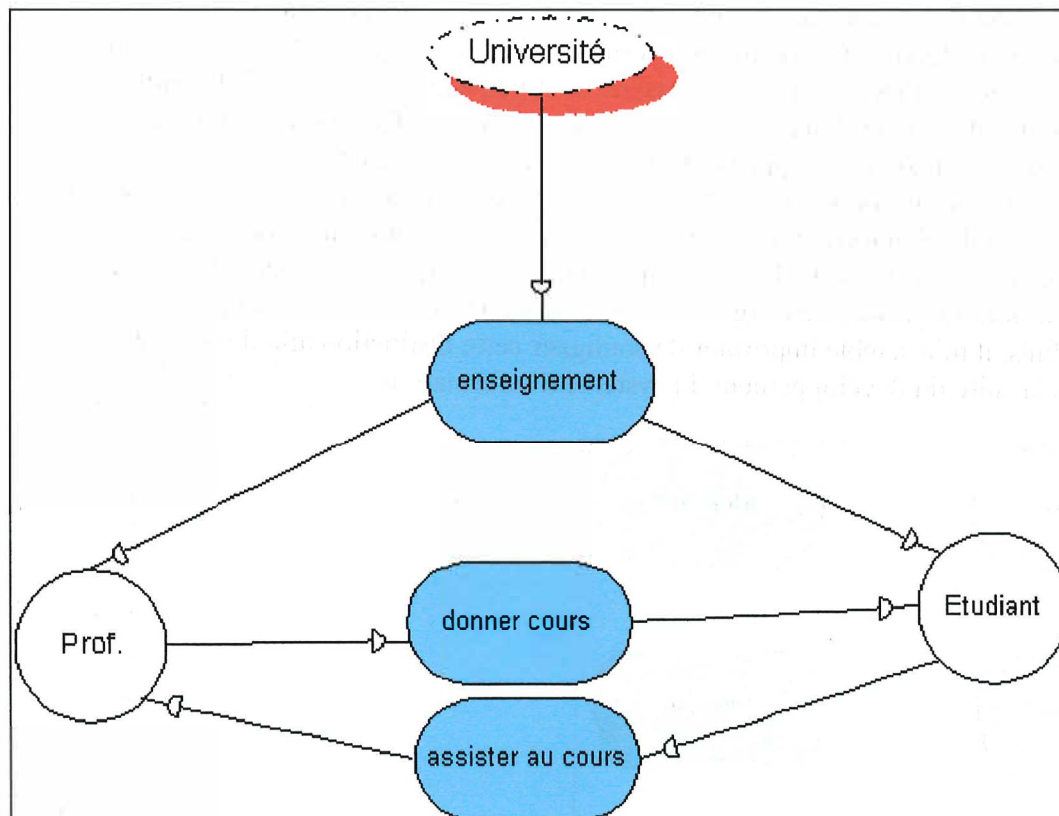 Université
enseignement
donner cours
Etudiant
Prof.
assister au cours